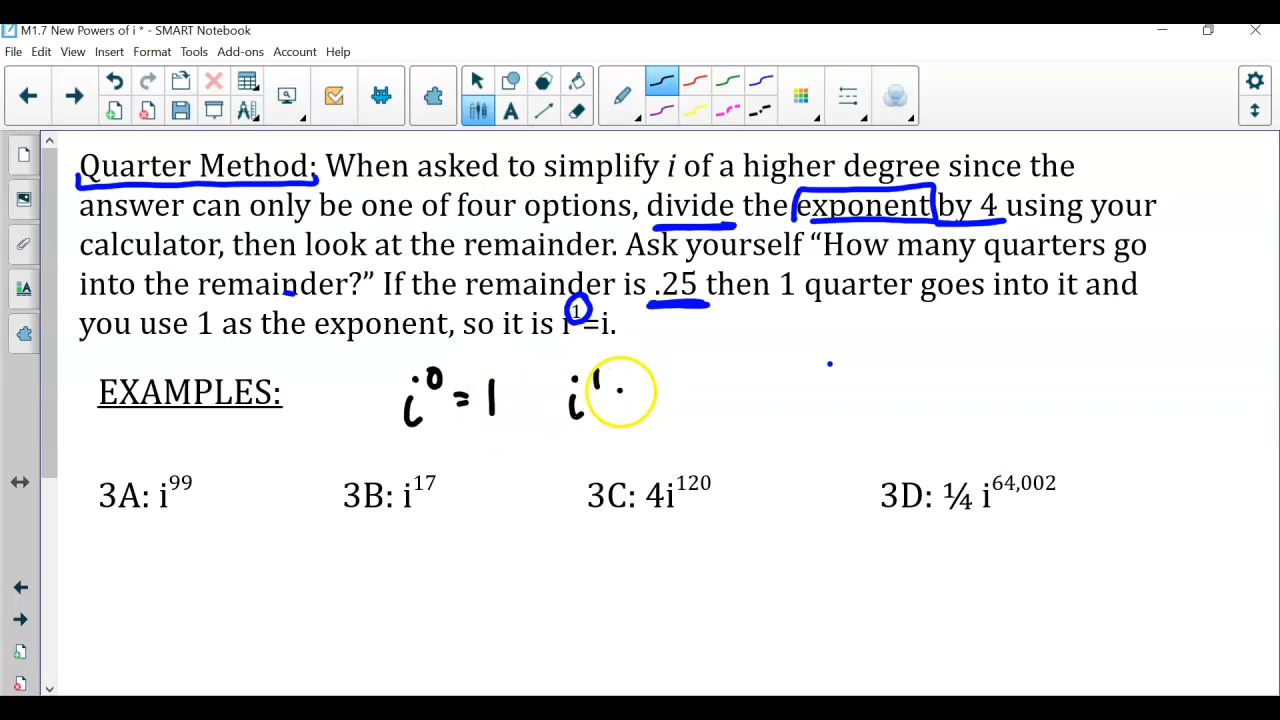 M1.7 New Powers of i * - SMART Notebook
File Edit View Insert Format Tools Add-ons Account Help
Quarter Method: When asked to simplify i of a higher degree since the
answer can only be one of four options, divide the exponent by 4 using your
calculator, then look at the remainder. Ask yourself “How many quarters go
into the remainder?” If the remainder is .25 then 1 quarter goes into it and
you use 1 as the exponent, so it is i¹=i.
EXAMPLES: i⁰ = 1 i¹
3A: i⁹⁹ 3B: i¹⁷ 3C: 4i¹²⁰ 3D: ¼ i⁶⁴,⁰⁰²